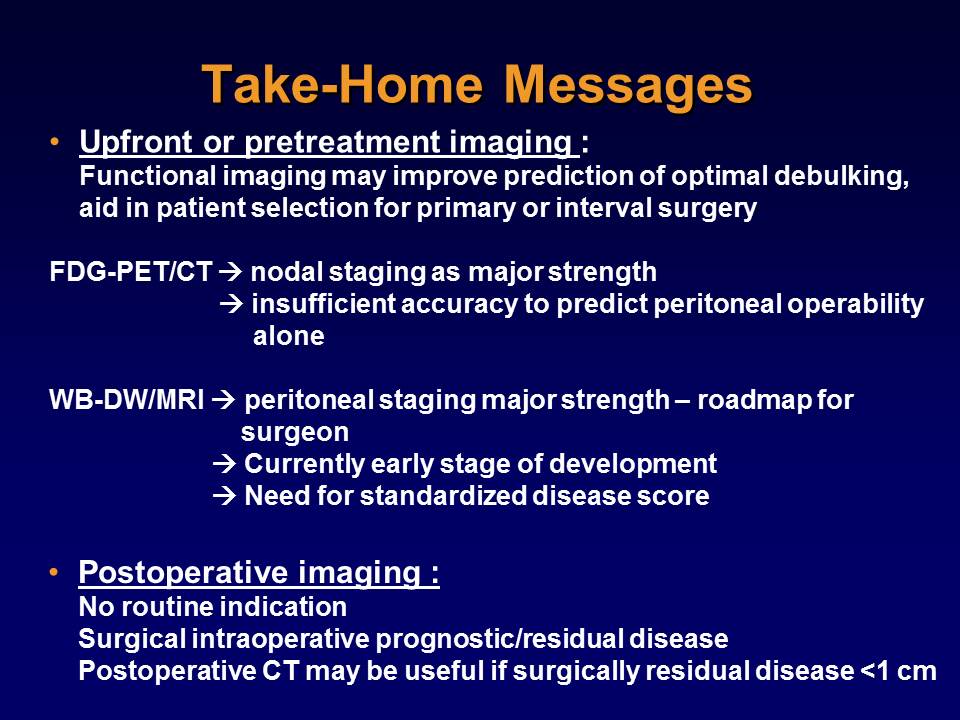 Take-Home Messages
• Upfront or pretreatment imaging :
Functional imaging may improve prediction of optimal debulking,
aid in patient selection for primary or interval surgery
FDG-PET/CT → nodal staging as major strength
→ insufficient accuracy to predict peritoneal operability
alone
WB-DW/MRI → peritoneal staging major strength – roadmap for
surgeon
→ Currently early stage of development
→ Need for standardized disease score
• Postoperative imaging :
No routine indication
Surgical intraoperative prognostic/residual disease
Postoperative CT may be useful if surgically residual disease <1 cm